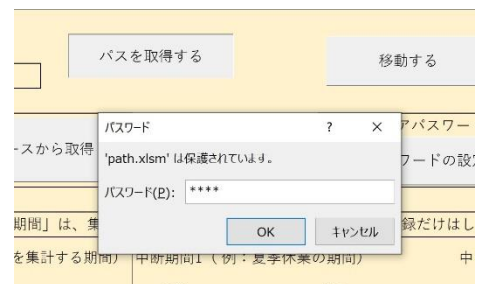 パスを取得する
移動する
アパスワー
パスワード ? ×
ースから取得
'path.xlsm' は保護されています。
ワードの設
パスワード(P): ****
期間」は、集
OK キャンセル
録だけはし
を集計する期間) 中断期間1(例:夏季休業の期間) 中